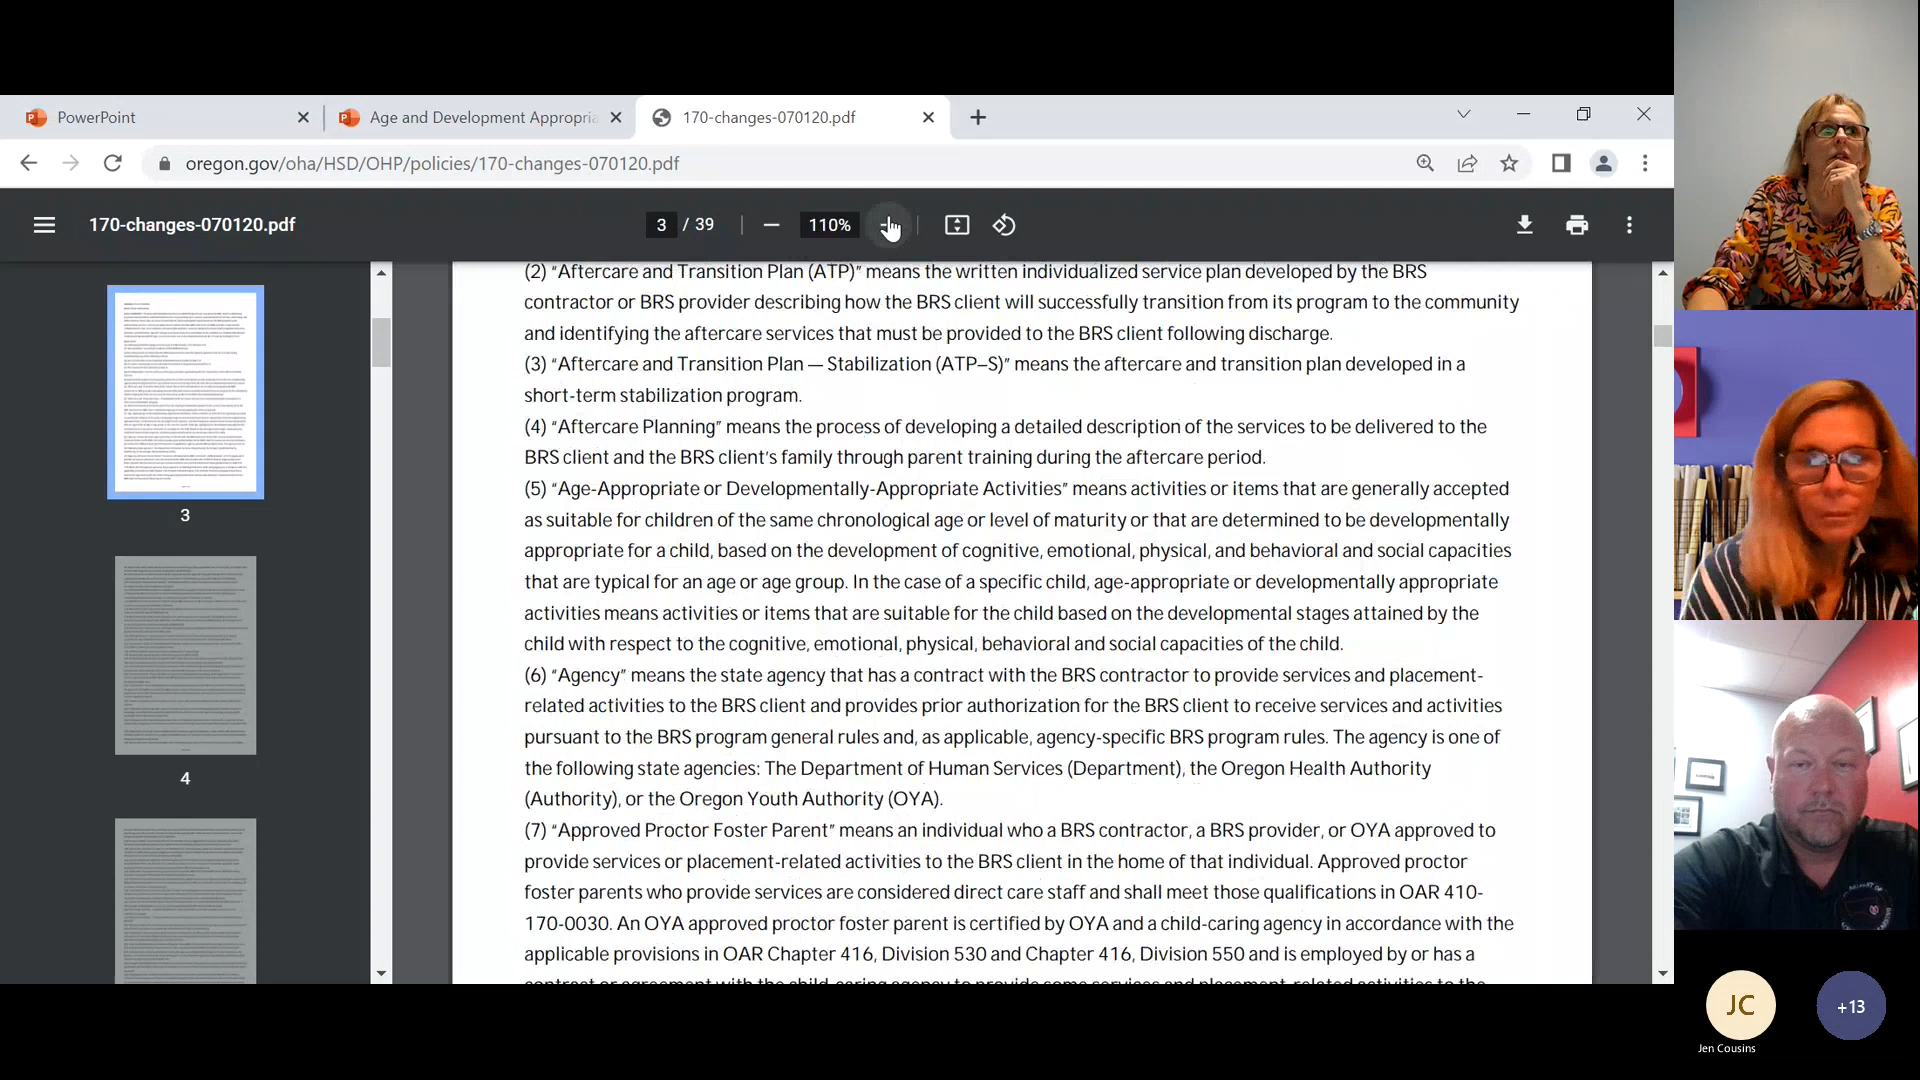 PowerPoint
Age and Development Appropria
170-changes-070120.pdf
oregon.gov/oha/HSD/OHP/policies/170-changes-070120.pdf
170-changes-070120.pdf
3 / 39
110%
(2) “Aftercare and Transition Plan (ATP)” means the written individualized service plan developed by the BRS
contractor or BRS provider describing how the BRS client will successfully transition from its program to the community
and identifying the aftercare services that must be provided to the BRS client following discharge.
(3) “Aftercare and Transition Plan — Stabilization (ATP–S)” means the aftercare and transition plan developed in a
short-term stabilization program.
(4) “Aftercare Planning” means the process of developing a detailed description of the services to be delivered to the
BRS client and the BRS client’s family through parent training during the aftercare period.
(5) “Age-Appropriate or Developmentally-Appropriate Activities” means activities or items that are generally accepted
as suitable for children of the same chronological age or level of maturity or that are determined to be developmentally
appropriate for a child, based on the development of cognitive, emotional, physical, and behavioral and social capacities
that are typical for an age or age group. In the case of a specific child, age-appropriate or developmentally appropriate
activities means activities or items that are suitable for the child based on the developmental stages attained by the
child with respect to the cognitive, emotional, physical, behavioral and social capacities of the child.
(6) “Agency” means the state agency that has a contract with the BRS contractor to provide services and placement-
related activities to the BRS client and provides prior authorization for the BRS client to receive services and activities
pursuant to the BRS program general rules and, as applicable, agency-specific BRS program rules. The agency is one of
the following state agencies: The Department of Human Services (Department), the Oregon Health Authority
(Authority), or the Oregon Youth Authority (OYA).
(7) “Approved Proctor Foster Parent” means an individual who a BRS contractor, a BRS provider, or OYA approved to
provide services or placement-related activities to the BRS client in the home of that individual. Approved proctor
foster parents who provide services are considered direct care staff and shall meet those qualifications in OAR 410-
170-0030. An OYA approved proctor foster parent is certified by OYA and a child-caring agency in accordance with the
applicable provisions in OAR Chapter 416, Division 530 and Chapter 416, Division 550 and is employed by or has a
contract or agreement with the child-caring agency to provide some services and placement-related activities to the
3
4
JC
Jen Cousins
+13